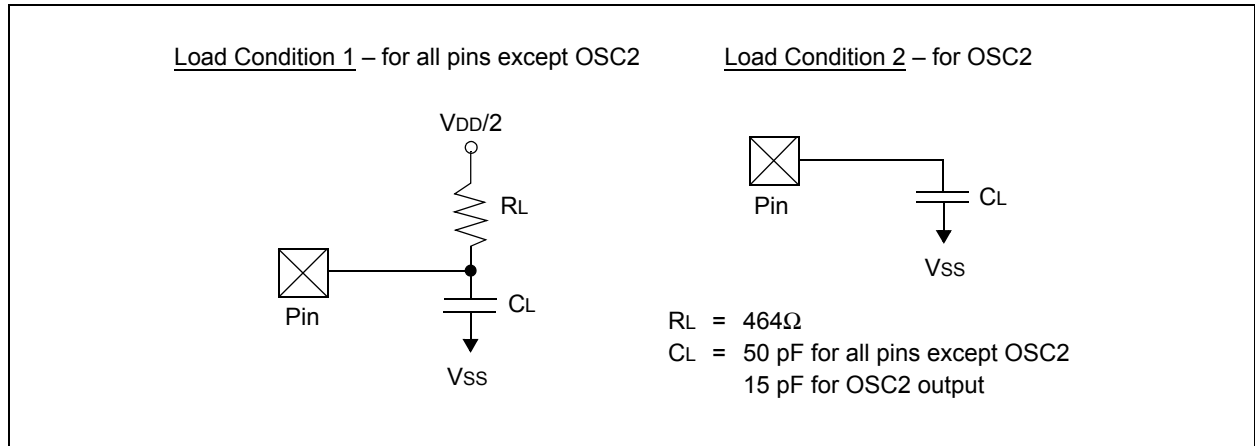 Load Condition 1 – for all pins except OSC2
VDD/2
RL
Pin
CL
VSS
Load Condition 2 – for OSC2
Pin
CL
VSS
RL = 464Ω
CL = 50 pF for all pins except OSC2
15 pF for OSC2 output